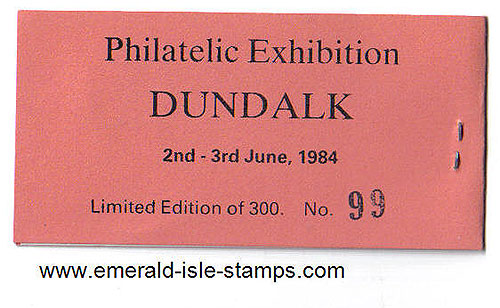 Philatelic Exhibition
DUNDALK
2nd - 3rd June, 1984
Limited Edition of 300. No. 99
www.emerald-isle-stamps.com